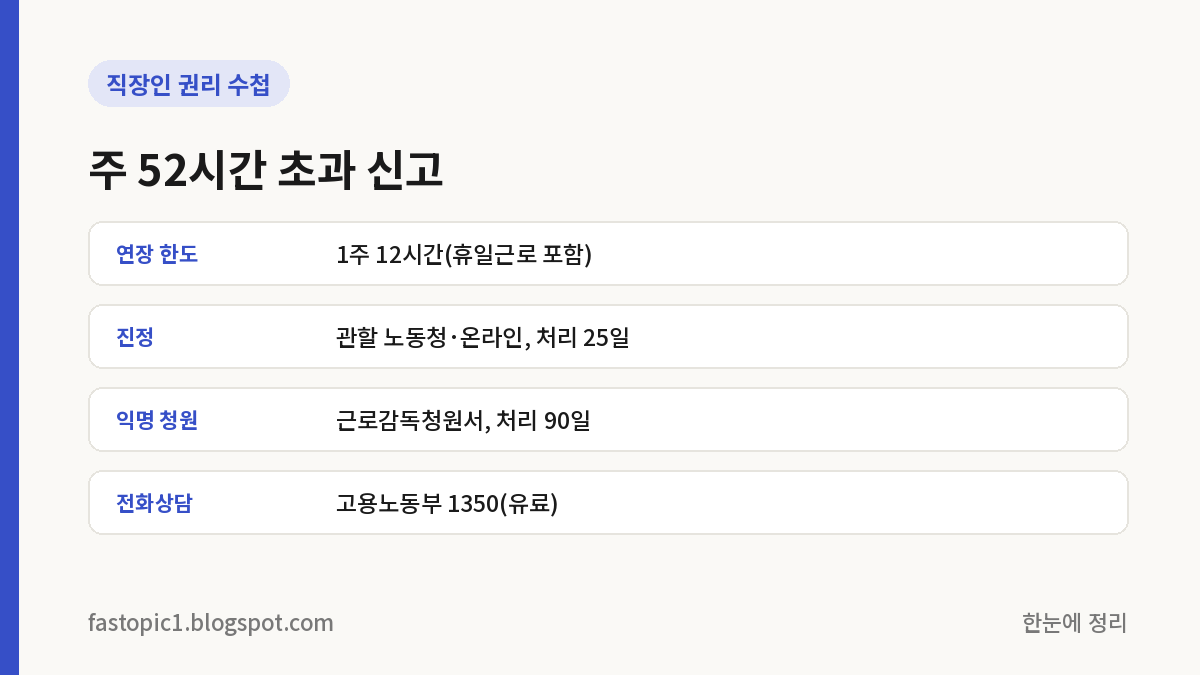 직장인 권리 수첩
주 52시간 초과 신고
연장 한도 1주 12시간(휴일근로 포함)
진정 관할 노동청·온라인, 처리 25일
익명 청원 근로감독청원서, 처리 90일
전화상담 고용노동부 1350(유료)
fastopic1.blogspot.com 한눈에 정리